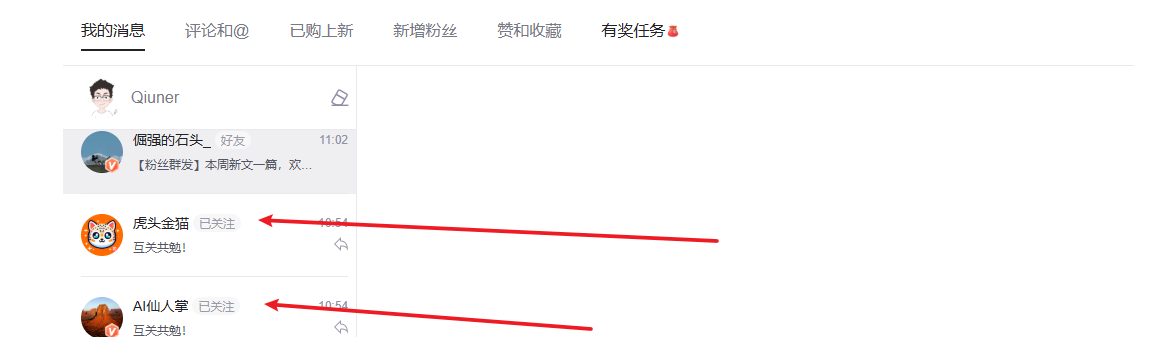 我的消息 评论和@ 已购上新 新增粉丝 赞和收藏 有奖任务
Qiuner
倔强的石头_ 好友 11:02
【粉丝群发】本周新文一篇，欢...
虎头金猫 已关注 10:54
互关共勉！
AI仙人掌 已关注 10:54
互关共勉！